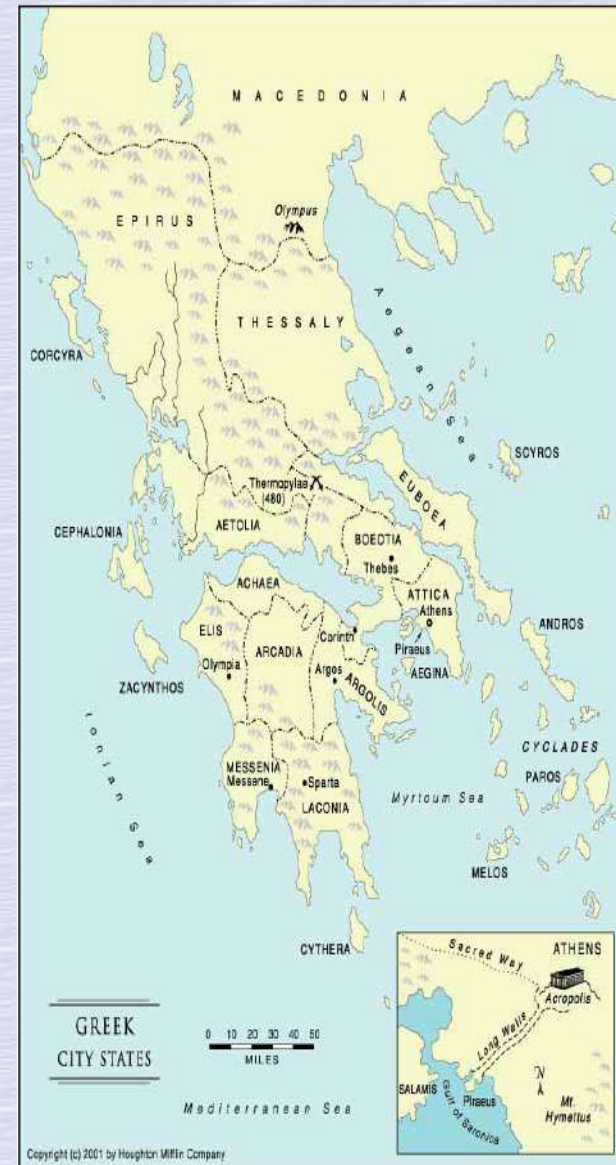 MACEDONIA
Olympus
EPIRUS
THESSALY
Aegean Sea
CORCYRA
SCYROS
Thermopylae
(480)
EUBOEA
CEPHALONIA
AETOLIA
BOEOTIA
Thebes
ACHAEA
ATTICA
Athens
ELIS
Corinth
ANDROS
ARCADIA
Piraeus
Olympia
Argos
AEGINA
ZACYNTHOS
ARGOLIS
Ionian Sea
CYCLADES
MESSENIA
PAROS
Messene
Sparta
LACONIA
Myrtoum Sea
MELOS
CYTHERA
Sacred Way
ATHENS
Acropolis
GREEK
CITY STATES
0 10 20 30 40 50
MILES
Long Walls
N
SALAMIS
Piraeus
Gulf of Saronica
Mt.
Hymettus
Mediterranean Sea
Copyright (c) 2001 by Houghton Mifflin Company